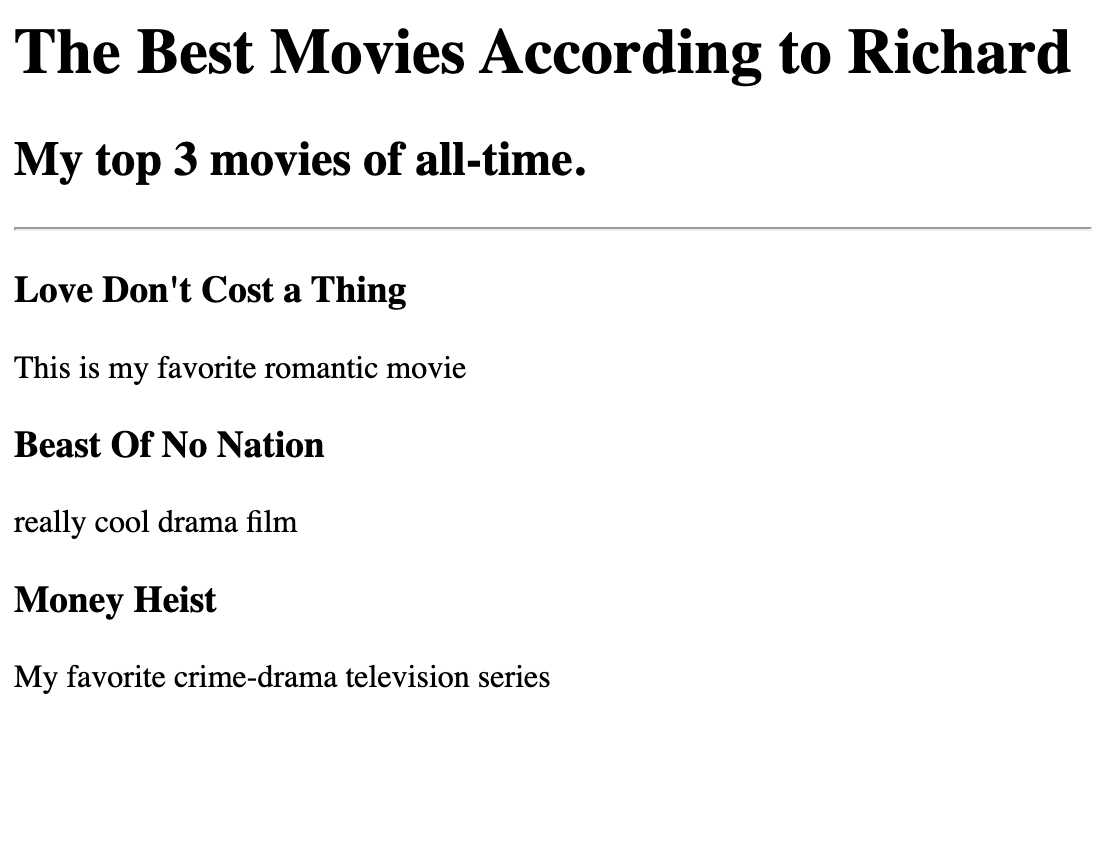 The Best Movies According to Richard
My top 3 movies of all-time.
Love Don't Cost a Thing
This is my favorite romantic movie
Beast Of No Nation
really cool drama film
Money Heist
My favorite crime-drama television series